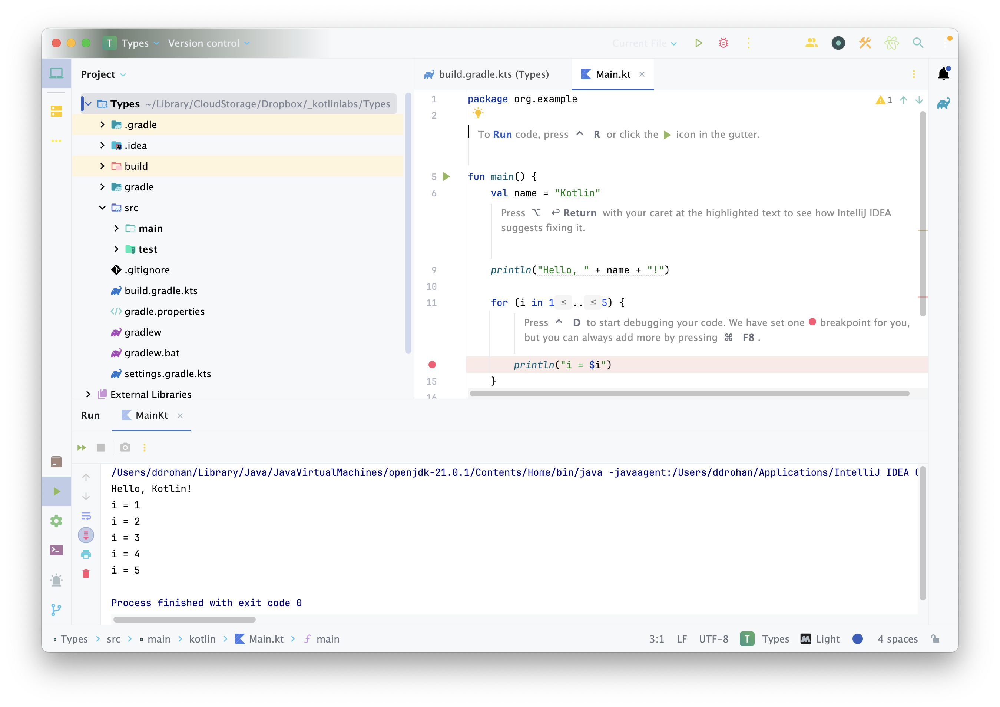 T Types Version control Current File
Project
Types ~/Library/CloudStorage/Dropbox/_kotlinlabs/Types
.gradle
.idea
build
gradle
src
main
test
.gitignore
build.gradle.kts
gradle.properties
gradlew
gradlew.bat
settings.gradle.kts
External Libraries
build.gradle.kts (Types) Main.kt
1 package org.example
1
2
To Run code, press ^ R or click the icon in the gutter.
5 fun main() {
6 val name = "Kotlin"
Press ⌥ ↩ Return with your caret at the highlighted text to see how IntelliJ IDEA
suggests fixing it.
9 println("Hello, " + name + "!")
10
11 for (i in 1 ≤ .. ≤ 5) {
Press ^ D to start debugging your code. We have set one breakpoint for you,
but you can always add more by pressing ⌘ F8 .
println("i = $i")
15 }
16
Run MainKt
/Users/ddrohan/Library/Java/JavaVirtualMachines/openjdk-21.0.1/Contents/Home/bin/java -javaagent:/Users/ddrohan/Applications/IntelliJ IDEA
Hello, Kotlin!
i = 1
i = 2
i = 3
i = 4
i = 5
Process finished with exit code 0
Types src main kotlin Main.kt main
3:1 LF UTF-8 T Types Light 4 spaces